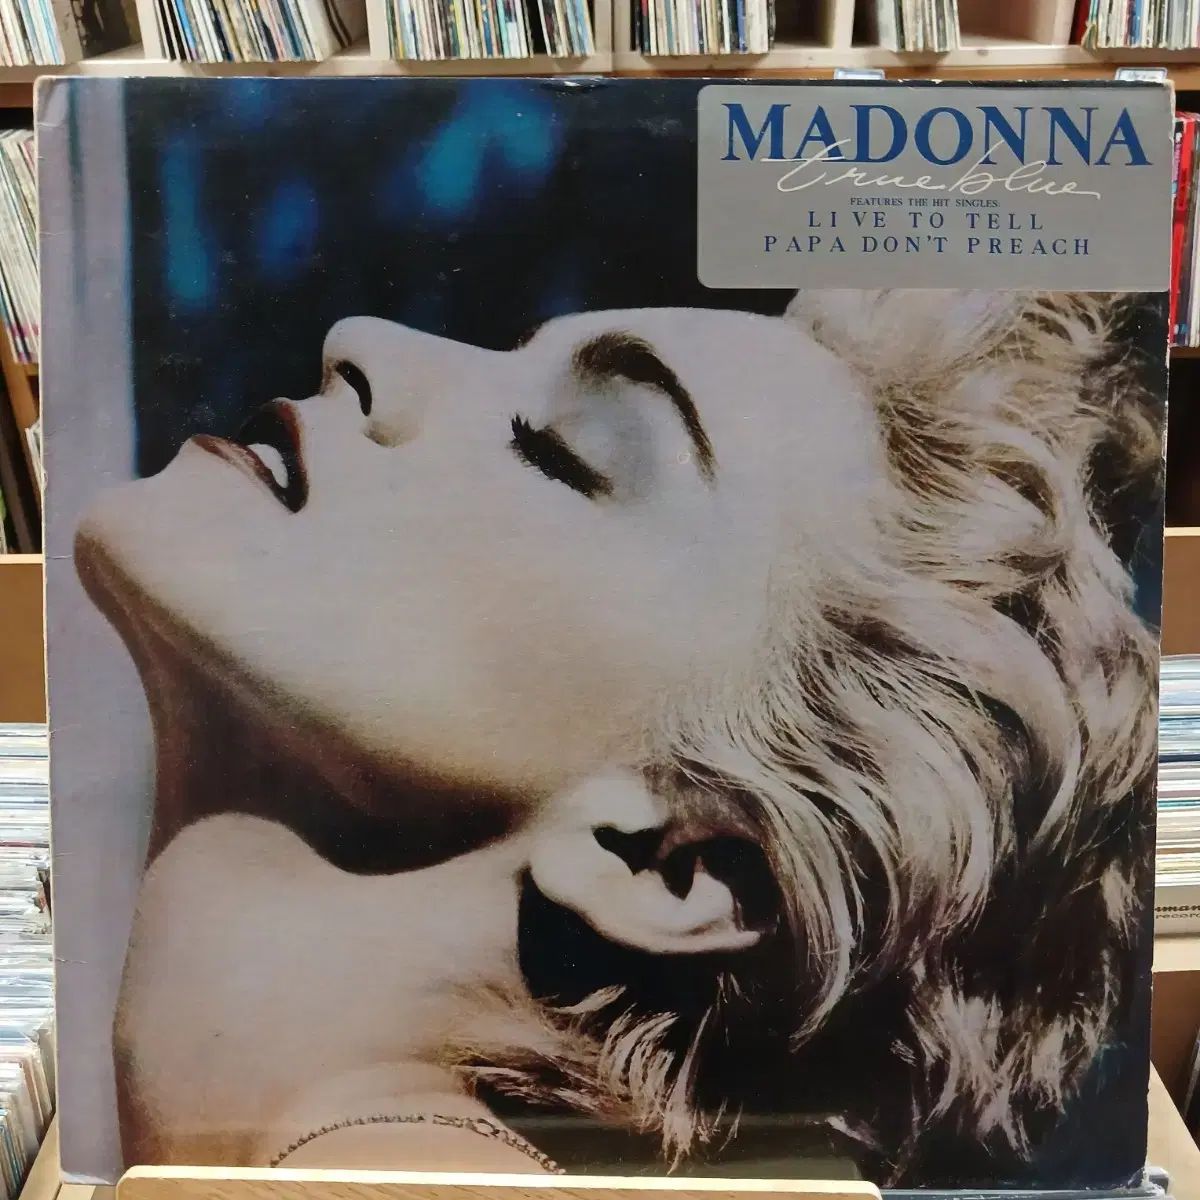 MADONNA
true blue
FEATURES THE HIT SINGLES:
LIVE TO TELL
PAPA DON'T PREACH